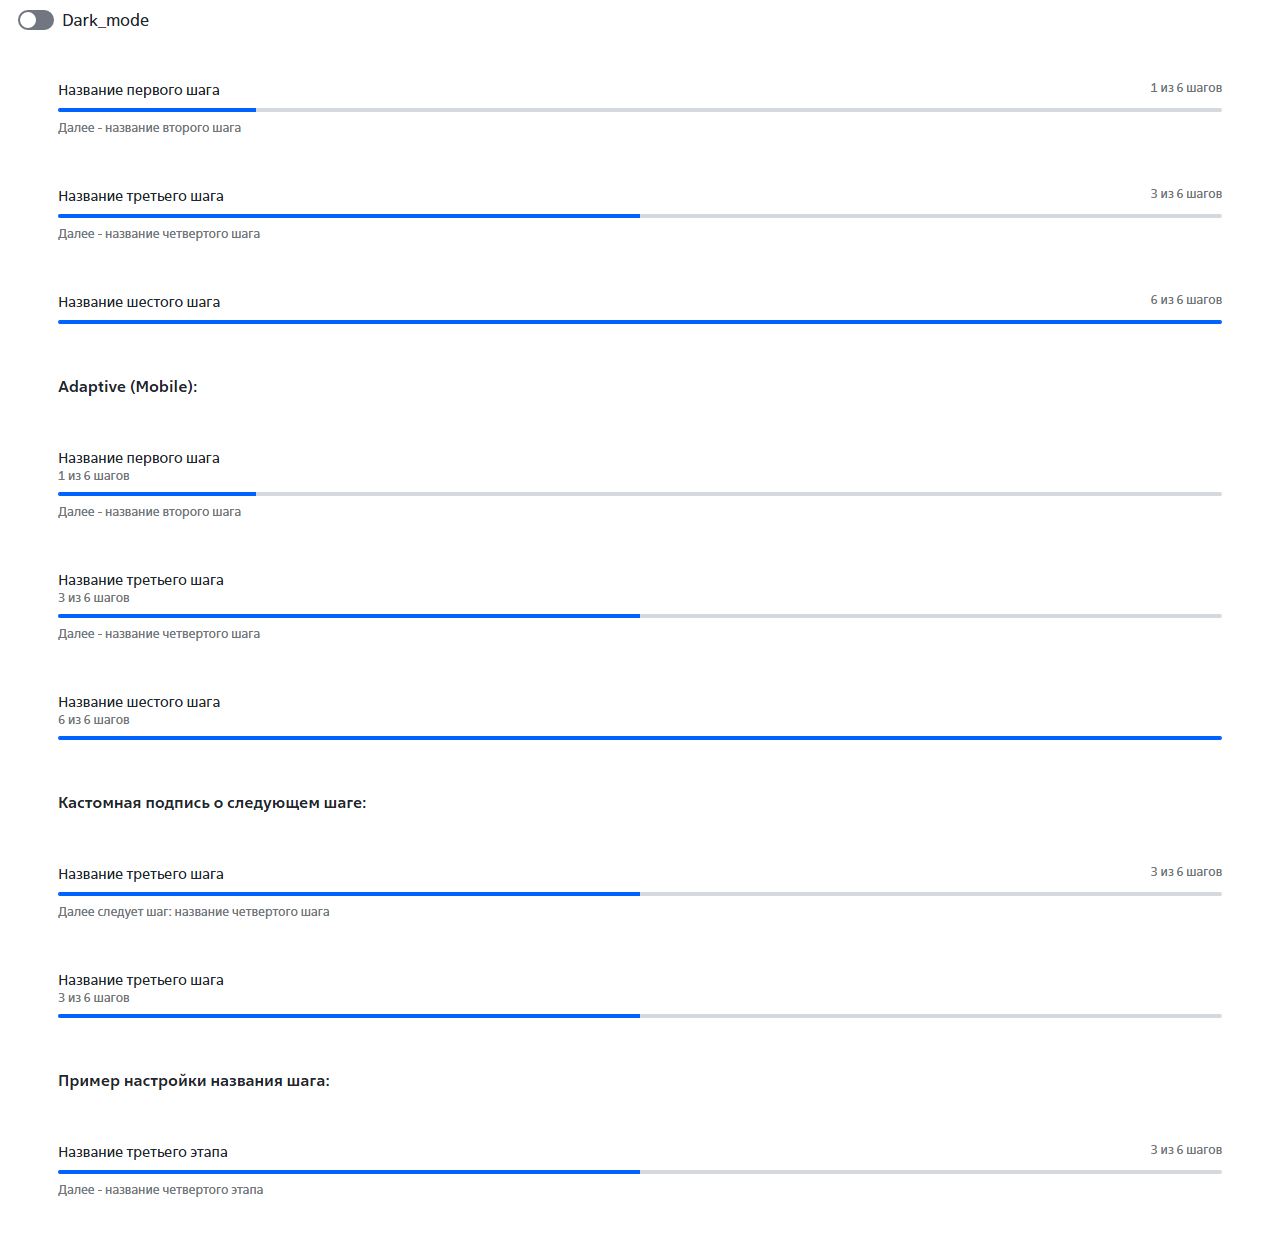 Dark_mode
Название первого шага
1 из 6 шагов
Далее - название второго шага
Название третьего шага
3 из 6 шагов
Далее - название четвертого шага
Название шестого шага
6 из 6 шагов
Adaptive (Mobile):
Название первого шага
1 из 6 шагов
Далее - название второго шага
Название третьего шага
3 из 6 шагов
Далее - название четвертого шага
Название шестого шага
6 из 6 шагов
Кастомная подпись о следующем шаге:
Название третьего шага
3 из 6 шагов
Далее следует шаг: название четвертого шага
Название третьего шага
3 из 6 шагов
Пример настройки названия шага:
Название третьего этапа
3 из 6 шагов
Далее - название четвертого этапа